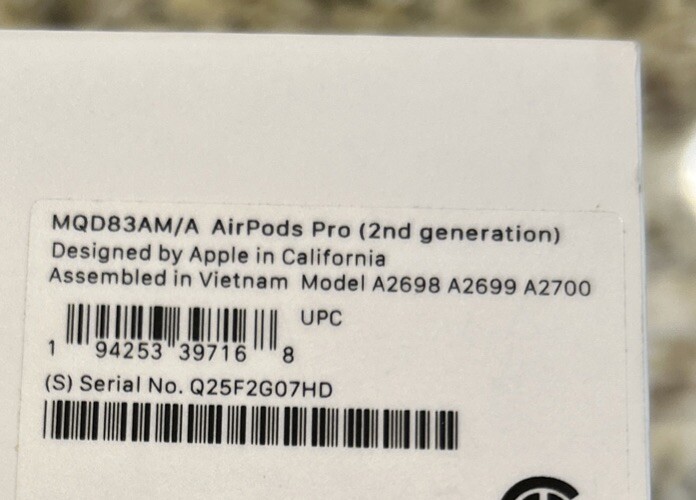 MQD83AM/A AirPods Pro (2nd generation)
Designed by Apple in California
Assembled in Vietnam Model A2698 A2699 A2700
UPC
1 94253 39716 8
(S) Serial No. Q25F2G07HD